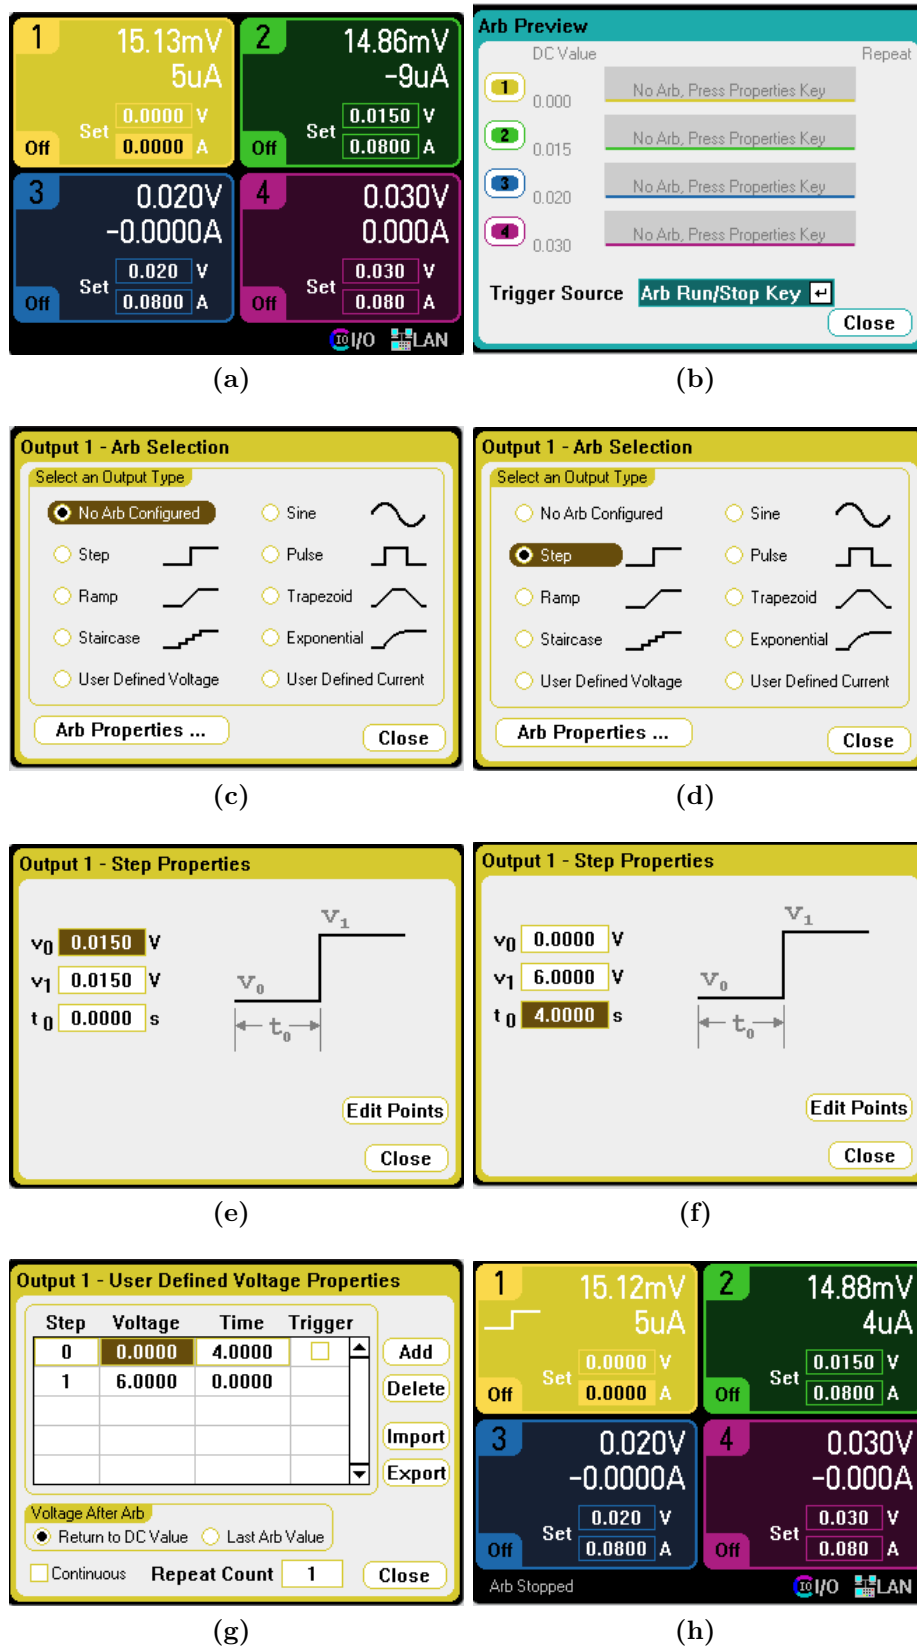 1 15.13mV 2 14.86mV
5uA -9uA
Set 0.0000 V Set 0.0150 V
Off 0.0000 A Off 0.0800 A
3 0.020V 4 0.030V
-0.0000A 0.000A
Set 0.020 V Set 0.030 V
Off 0.0800 A Off 0.080 A
IO I/O LAN
(a)
Arb Preview
DC Value Repeat
1 0.000 No Arb, Press Properties Key
2 0.015 No Arb, Press Properties Key
3 0.020 No Arb, Press Properties Key
4 0.030 No Arb, Press Properties Key
Trigger Source Arb Run/Stop Key
Close
(b)
Output 1 - Arb Selection
Select an Output Type
No Arb Configured Sine
Step Pulse
Ramp Trapezoid
Staircase Exponential
User Defined Voltage User Defined Current
Arb Properties ... Close
(c)
Output 1 - Arb Selection
Select an Output Type
No Arb Configured Sine
Step Pulse
Ramp Trapezoid
Staircase Exponential
User Defined Voltage User Defined Current
Arb Properties ... Close
(d)
Output 1 - Step Properties
V1
v0 0.0150 V
v1 0.0150 V V0
t0 0.0000 s t0
Edit Points
Close
(e)
Output 1 - Step Properties
V1
v0 0.0000 V
v1 6.0000 V V0
t0 4.0000 s t0
Edit Points
Close
(f)
Output 1 - User Defined Voltage Properties
Step Voltage Time Trigger
0 0.0000 4.0000 Add
1 6.0000 0.0000 Delete
Import
Export
Voltage After Arb
Return to DC Value Last Arb Value
Continuous Repeat Count 1 Close
(g)
1 15.12mV 2 14.88mV
5uA 4uA
Set 0.0000 V Set 0.0150 V
Off 0.0000 A Off 0.0800 A
3 0.020V 4 0.030V
-0.0000A -0.000A
Set 0.020 V Set 0.030 V
Off 0.0800 A Off 0.080 A
Arb Stopped IO I/O LAN
(h)